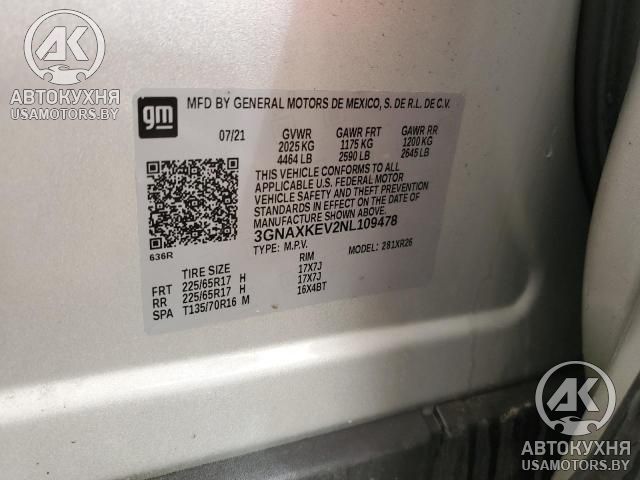 AK
АВТОКУХНЯ
USAMOTORS.BY
gm
MFD BY GENERAL MOTORS DE MEXICO, S. DE R.L. DE C.V.
07/21 GVWR GAWR FRT GAWR RR
2025 KG 1175 KG 1200 KG
4464 LB 2590 LB 2645 LB
THIS VEHICLE CONFORMS TO ALL
APPLICABLE U.S. FEDERAL MOTOR
VEHICLE SAFETY AND THEFT PREVENTION
STANDARDS IN EFFECT ON THE DATE OF
MANUFACTURE SHOWN ABOVE.
3GNAXKEV2NL109478
TYPE: M.P.V. MODEL: 281XR26
636R
TIRE SIZE RIM
FRT 225/65R17 H 17X7J
RR 225/65R17 H 17X7J
SPA T135/70R16 M 16X4BT
AK
АВТОКУХНЯ
USAMOTORS.BY